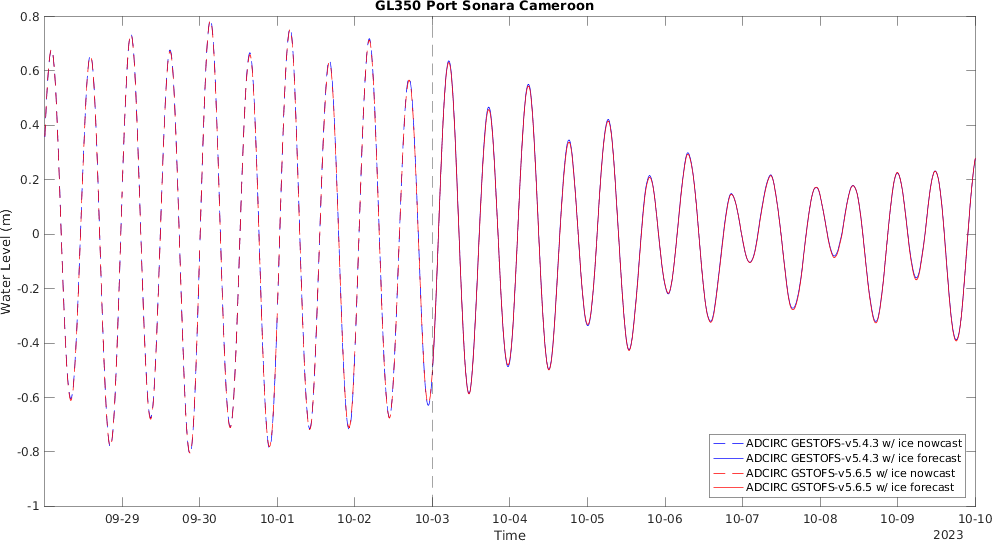 GL350 Port Sonara Cameroon
0.8
0.6
0.4
0.2
0
-0.2
-0.4
-0.6
-0.8
-1
Water Level (m)
ADCIRC GESTOFS-v5.4.3 w/ ice nowcast
ADCIRC GESTOFS-v5.4.3 w/ ice forecast
ADCIRC GSTOFS-v5.6.5 w/ ice nowcast
ADCIRC GSTOFS-v5.6.5 w/ ice forecast
09-29 09-30 10-01 10-02 10-03 10-04 10-05 10-06 10-07 10-08 10-09 10-10
Time
2023